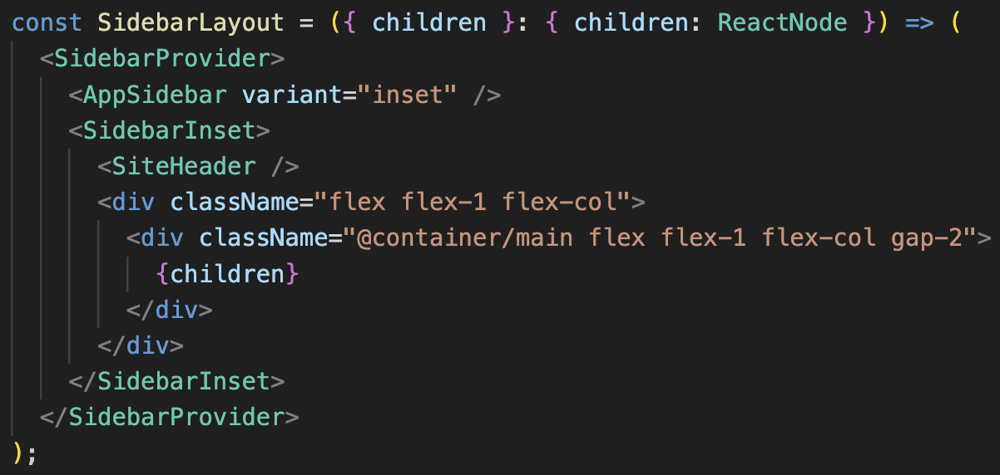 const SidebarLayout = ({ children }: { children: ReactNode }) => (
  <SidebarProvider>
    <AppSidebar variant="inset" />
    <SidebarInset>
      <SiteHeader />
      <div className="flex flex-1 flex-col">
        <div className="@container/main flex flex-1 flex-col gap-2">
          {children}
        </div>
      </div>
    </SidebarInset>
  </SidebarProvider>
);